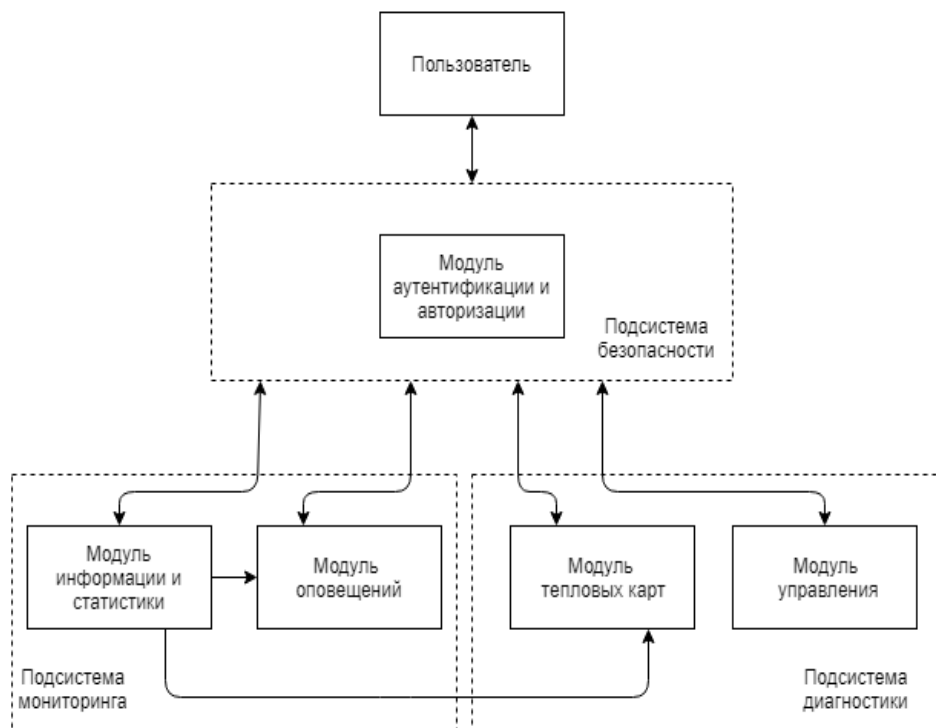 Пользователь
Модуль
аутентификации и
авторизации
Подсистема
безопасности
Модуль
информации и
статистики
Модуль
оповещений
Модуль
тепловых карт
Модуль
управления
Подсистема
мониторинга
Подсистема
диагностики